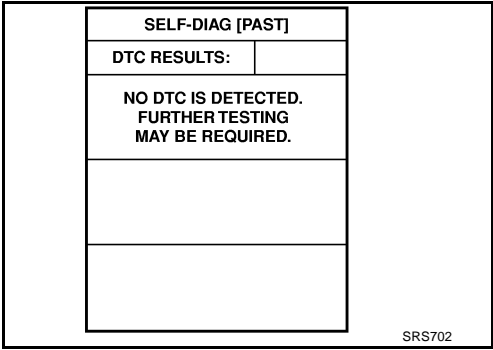 SELF-DIAG [PAST]
DTC RESULTS:
NO DTC IS DETECTED.
FURTHER TESTING
MAY BE REQUIRED.
SRS702